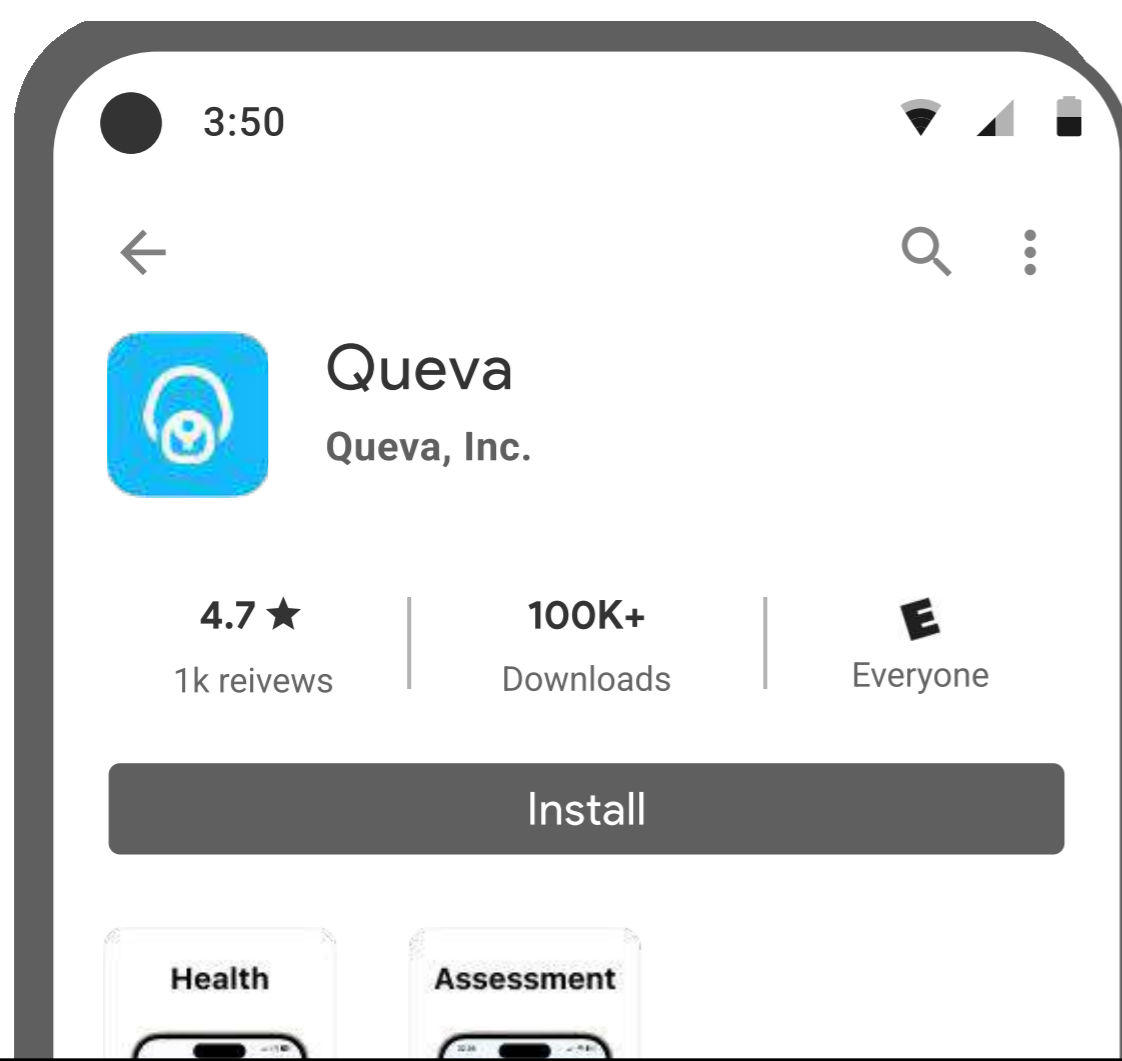 3:50
Queva
Queva, Inc.
4.7 ★ 100K+ E
1k reivews Downloads Everyone
Install
Health Assessment